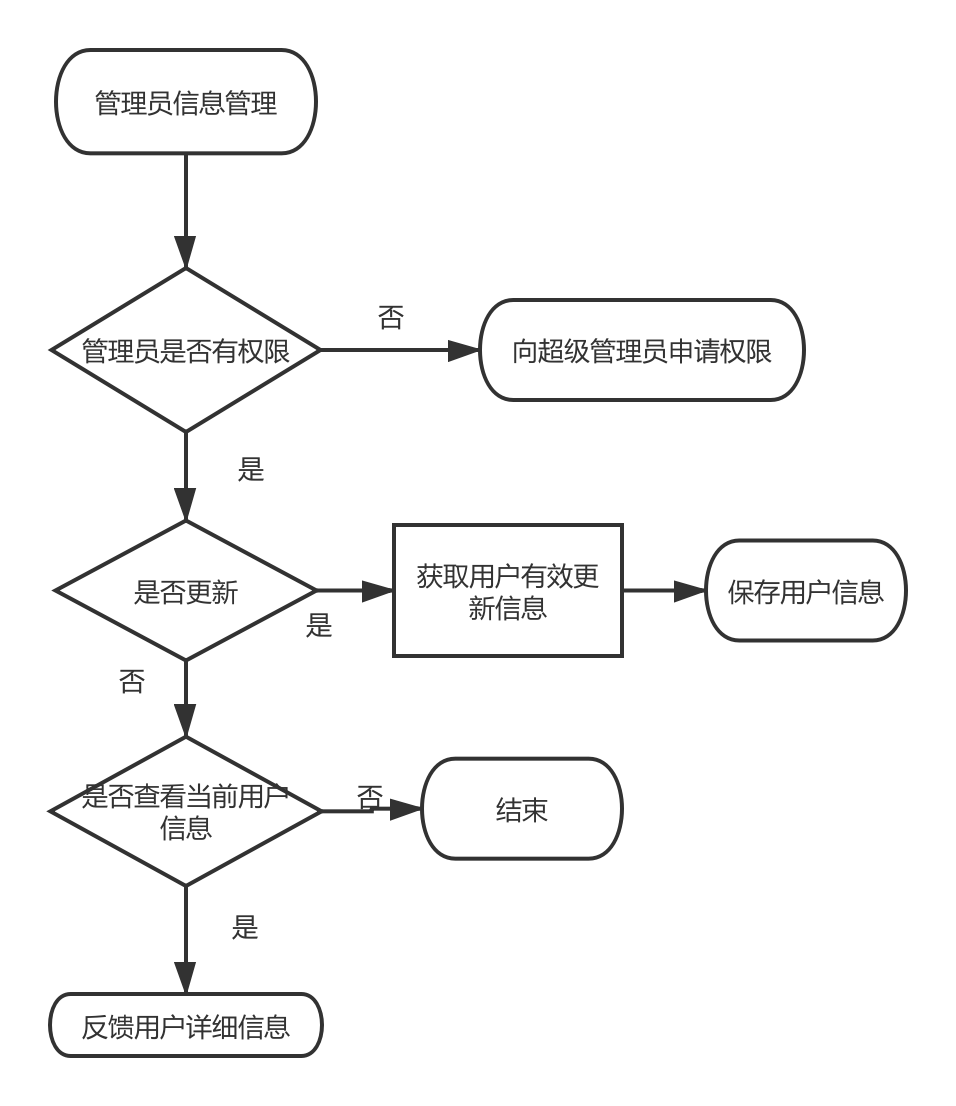 管理员信息管理
否
管理员是否有权限
向超级管理员申请权限
是
是否更新
获取用户有效更
新信息
保存用户信息
是
否
是否查看当前用户
信息
否
结束
是
反馈用户详细信息